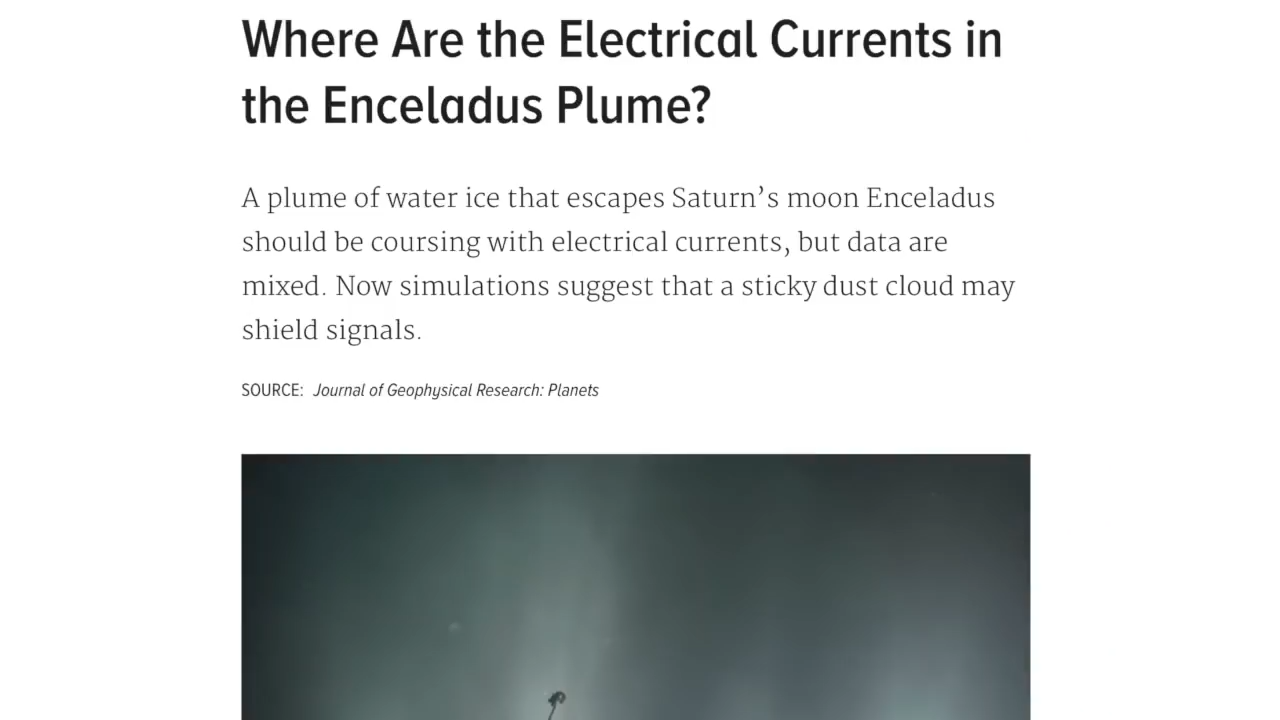 Where Are the Electrical Currents in
the Enceladus Plume?
A plume of water ice that escapes Saturn’s moon Enceladus
should be coursing with electrical currents, but data are
mixed. Now simulations suggest that a sticky dust cloud may
shield signals.
SOURCE: Journal of Geophysical Research: Planets